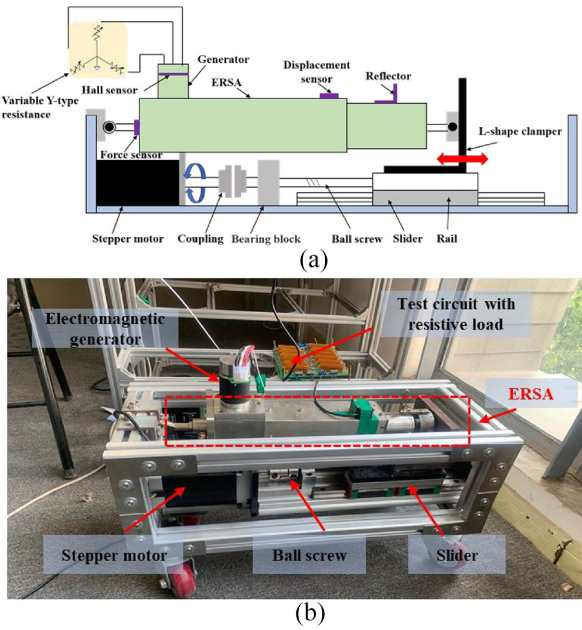 Generator
Hall sensor
ERSA
Displacement
sensor
Reflector
Variable Y-type
resistance
L-shape clamper
Force sensor
Stepper motor
Coupling
Bearing block
Ball screw
Slider
Rail
(a)
Electromagnetic
generator
Test circuit with
resistive load
ERSA
Stepper motor
Ball screw
Slider
(b)